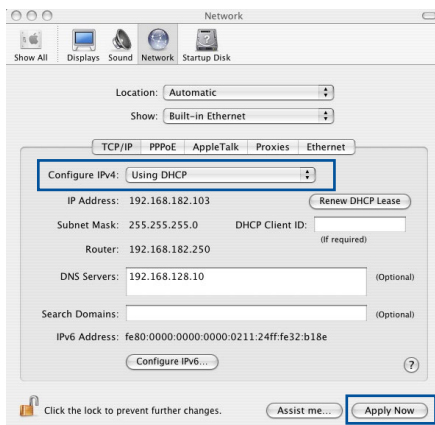 Network
Show All Displays Sound Network Startup Disk
Location: Automatic
Show: Built-in Ethernet
TCP/IP PPPoE AppleTalk Proxies Ethernet
Configure IPv4: Using DHCP
IP Address: 192.168.182.103 Renew DHCP Lease
Subnet Mask: 255.255.255.0 DHCP Client ID:
(If required)
Router: 192.168.182.250
DNS Servers: 192.168.128.10 (Optional)
Search Domains: (Optional)
IPv6 Address: fe80:0000:0000:0000:0211:24ff:fe32:b18e
Configure IPv6... ?
Click the lock to prevent further changes. Assist me... Apply Now